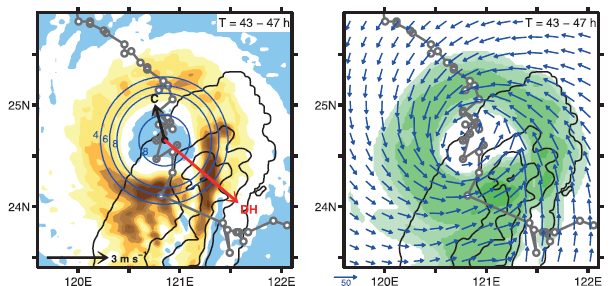 T = 43 – 47 h
C
25N
4 6 8
8
24N
DH
3 m s⁻¹
120E 121E 122E
T = 43 – 47 h
25N
24N
120E 121E 122E
50